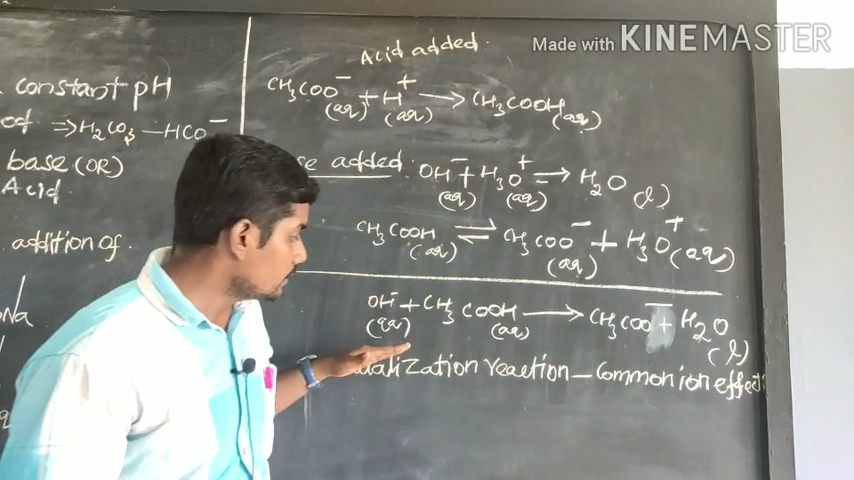 Made with KINEMASTER
constant pH
⇒ H₂CO₃ — HCO⁻
base (OR)
Acid
addition of
Acid added
CH₃COO⁻(aq) + H⁺(aq) → CH₃COOH(aq)
added OH⁻(aq) + H₃O⁺(aq) → H₂O(l)
CH₃COOH(aq) ⇌ CH₃COO⁻(aq) + H₃O⁺(aq)
OH⁻(aq) + CH₃COOH(aq) → CH₃COO⁻ + H₂O(l)
reaction – common ion effect